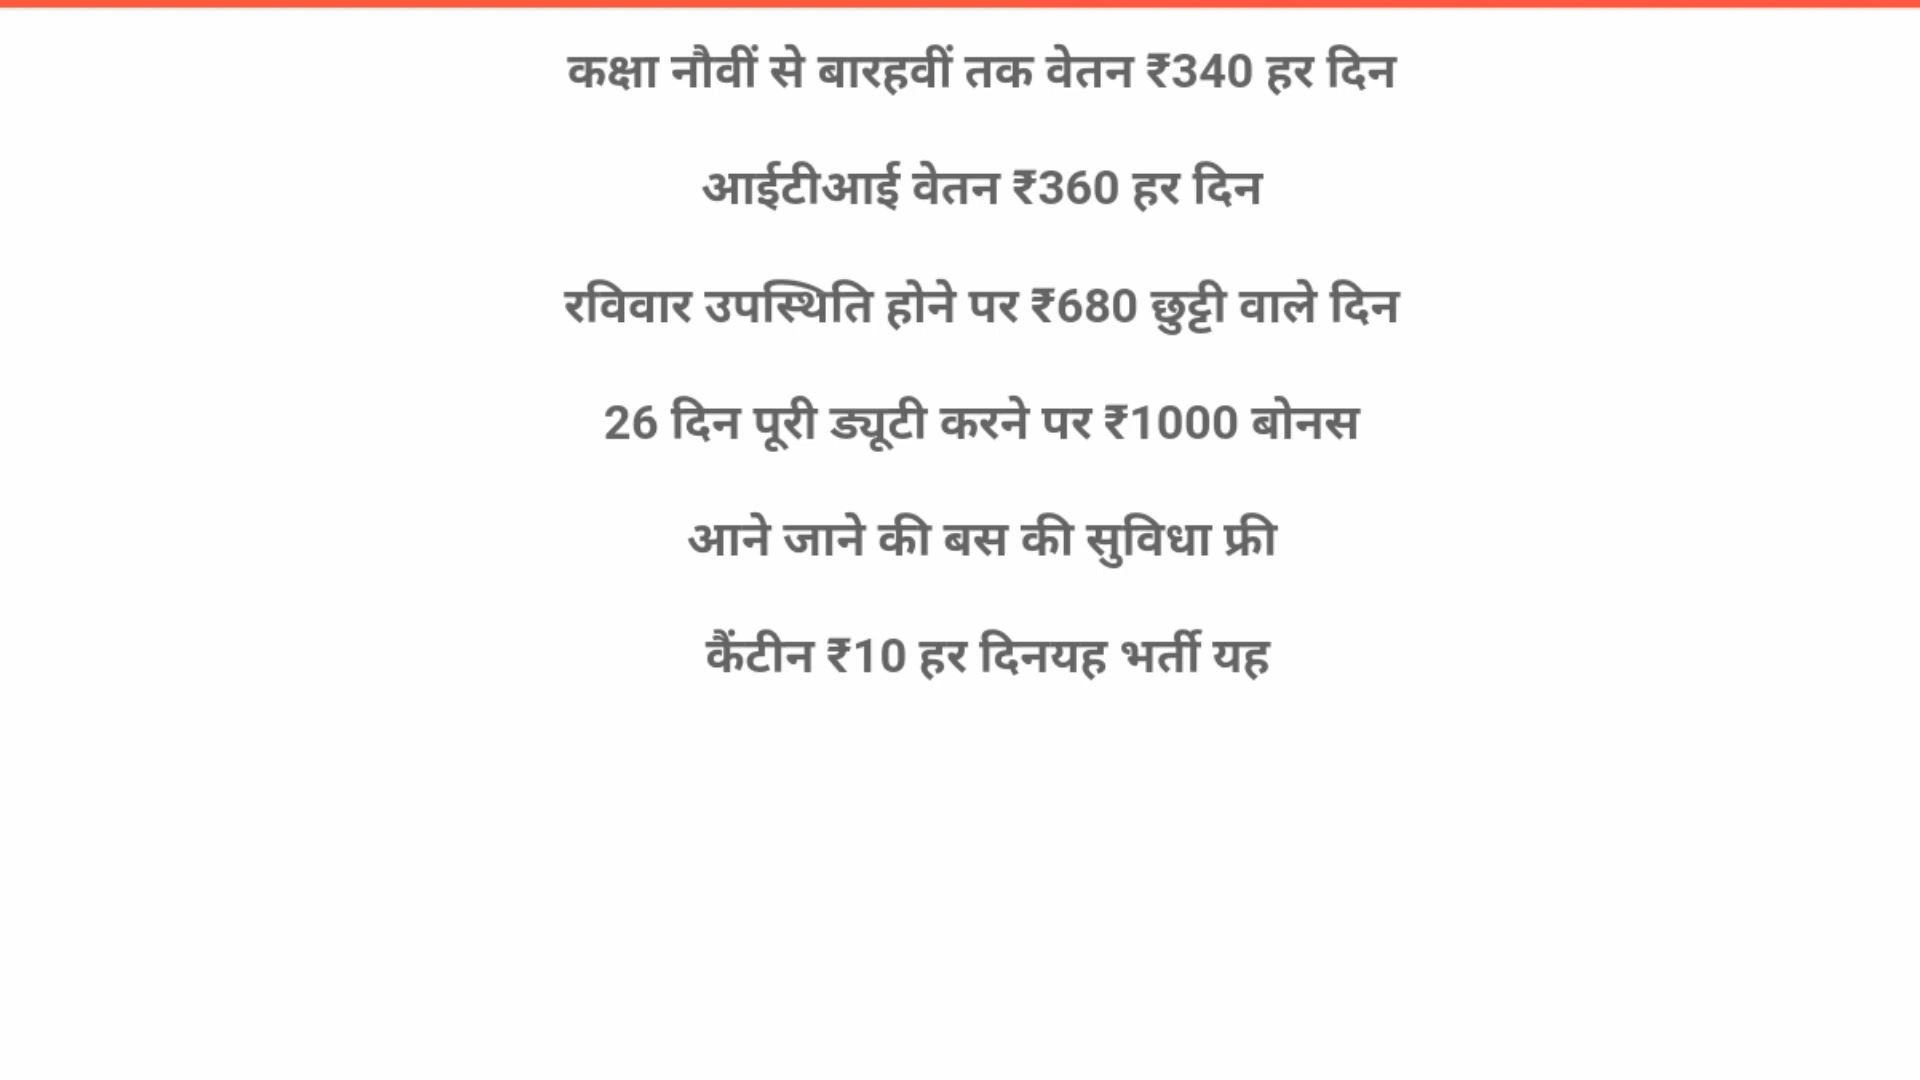 कक्षा नौवीं से बारहवीं तक वेतन ₹340 हर दिन
आईटीआई वेतन ₹360 हर दिन
रविवार उपस्थिति होने पर ₹680 छुट्टी वाले दिन
26 दिन पूरी ड्यूटी करने पर ₹1000 बोनस
आने जाने की बस की सुविधा फ्री
कैंटीन ₹10 हर दिनयह भर्ती यह